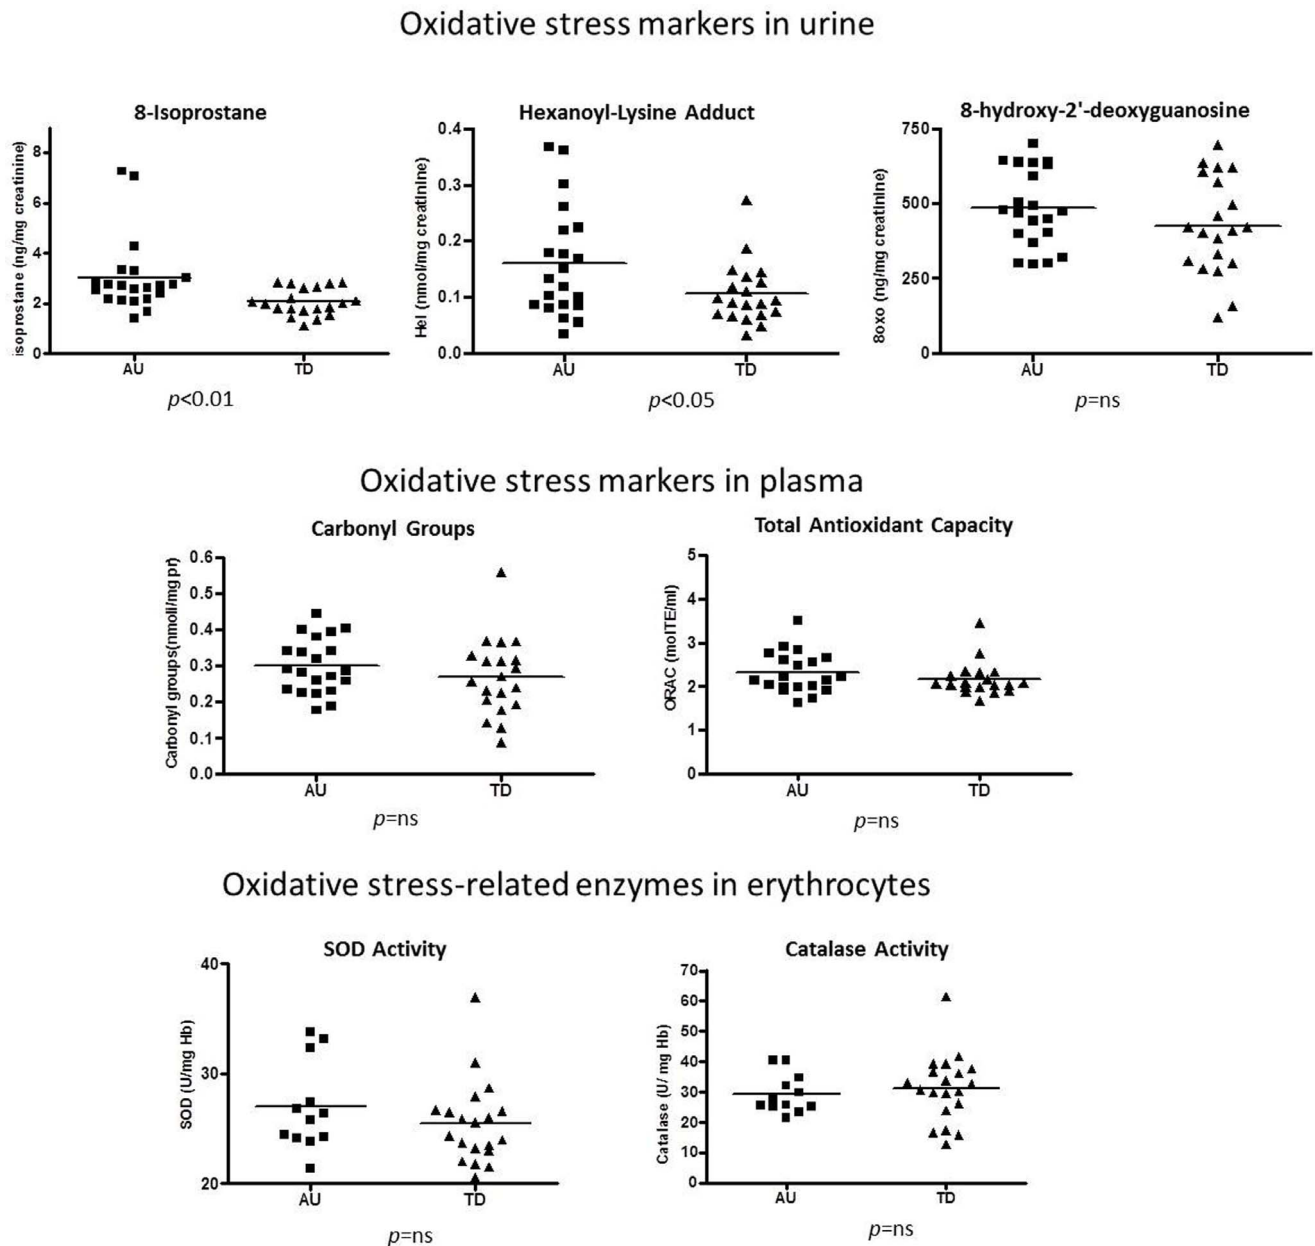 Oxidative stress markers in urine
8-Isoprostane
isoprostane (ng/mg creatinine)
8
6
4
2
0
AU TD
p<0.01
Hexanoyl-Lysine Adduct
Hel (nmol/mg creatinine)
0.4
0.3
0.2
0.1
0.0
AU TD
p<0.05
8-hydroxy-2'-deoxyguanosine
8oxo (ng/mg creatinine)
750
500
250
0
AU TD
p=ns
Oxidative stress markers in plasma
Carbonyl Groups
Carbonyl groups(nmoli/mg pr)
0.6
0.5
0.4
0.3
0.2
0.1
0.0
AU TD
p=ns
Total Antioxidant Capacity
ORAC (molTE/ml)
5
4
3
2
1
0
AU TD
p=ns
Oxidative stress-related enzymes in erythrocytes
SOD Activity
SOD (U/mg Hb)
40
30
20
AU TD
p=ns
Catalase Activity
Catalase (U/ mg Hb)
70
60
50
40
30
20
10
0
AU TD
p=ns